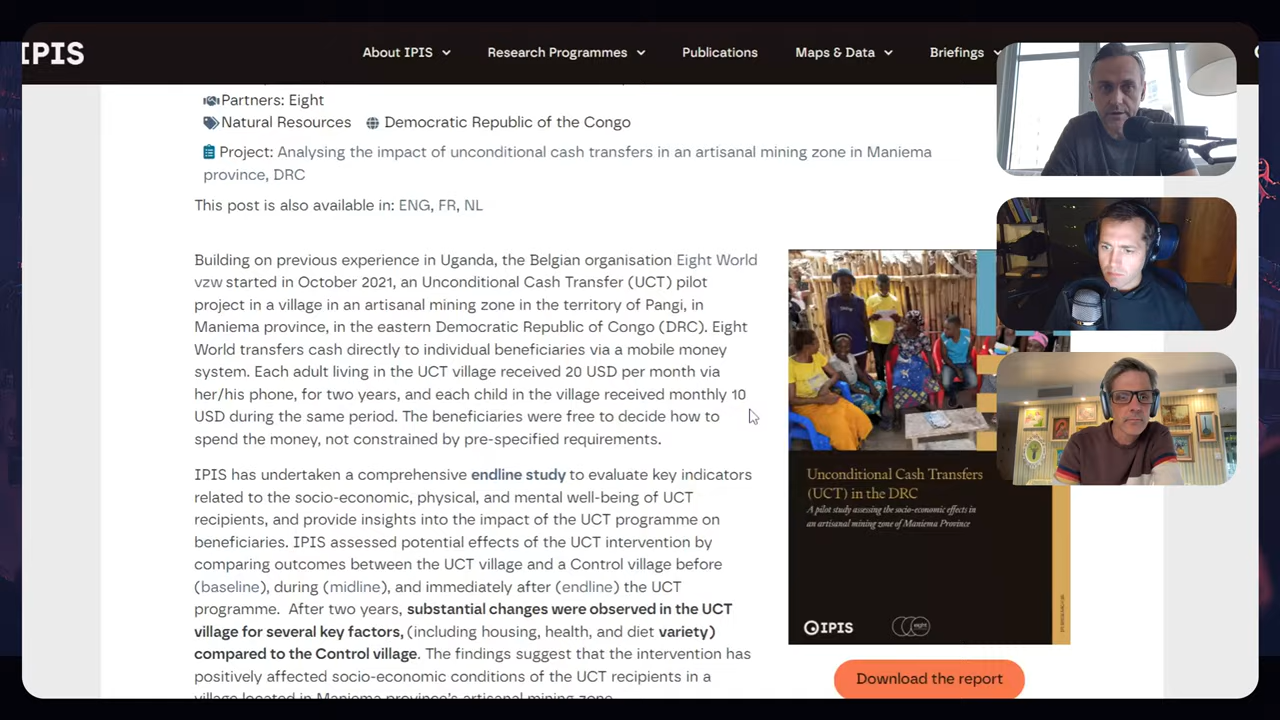 IPIS
About IPIS
Research Programmes
Publications
Maps & Data
Briefings
Partners: Eight
Natural Resources
Democratic Republic of the Congo
Project: Analysing the impact of unconditional cash transfers in an artisanal mining zone in Maniema
province, DRC
This post is also available in: ENG, FR, NL
Building on previous experience in Uganda, the Belgian organisation Eight World
vzw started in October 2021, an Unconditional Cash Transfer (UCT) pilot
project in a village in an artisanal mining zone in the territory of Pangi, in
Maniema province, in the eastern Democratic Republic of Congo (DRC). Eight
World transfers cash directly to individual beneficiaries via a mobile money
system. Each adult living in the UCT village received 20 USD per month via
her/his phone, for two years, and each child in the village received monthly 10
USD during the same period. The beneficiaries were free to decide how to
spend the money, not constrained by pre-specified requirements.
IPIS has undertaken a comprehensive endline study to evaluate key indicators
related to the socio-economic, physical, and mental well-being of UCT
recipients, and provide insights into the impact of the UCT programme on
beneficiaries. IPIS assessed potential effects of the UCT intervention by
comparing outcomes between the UCT village and a Control village before
(baseline), during (midline), and immediately after (endline) the UCT
programme. After two years, substantial changes were observed in the UCT
village for several key factors, (including housing, health, and diet variety)
compared to the Control village. The findings suggest that the intervention has
positively affected socio-economic conditions of the UCT recipients in a
village located in Maniema province's artisanal mining zone
Unconditional Cash Transfers
(UCT) in the DRC
A pilot study assessing the socio-economic effects in
an artisanal mining zone of Maniema Province
IPIS
eight
Download the report